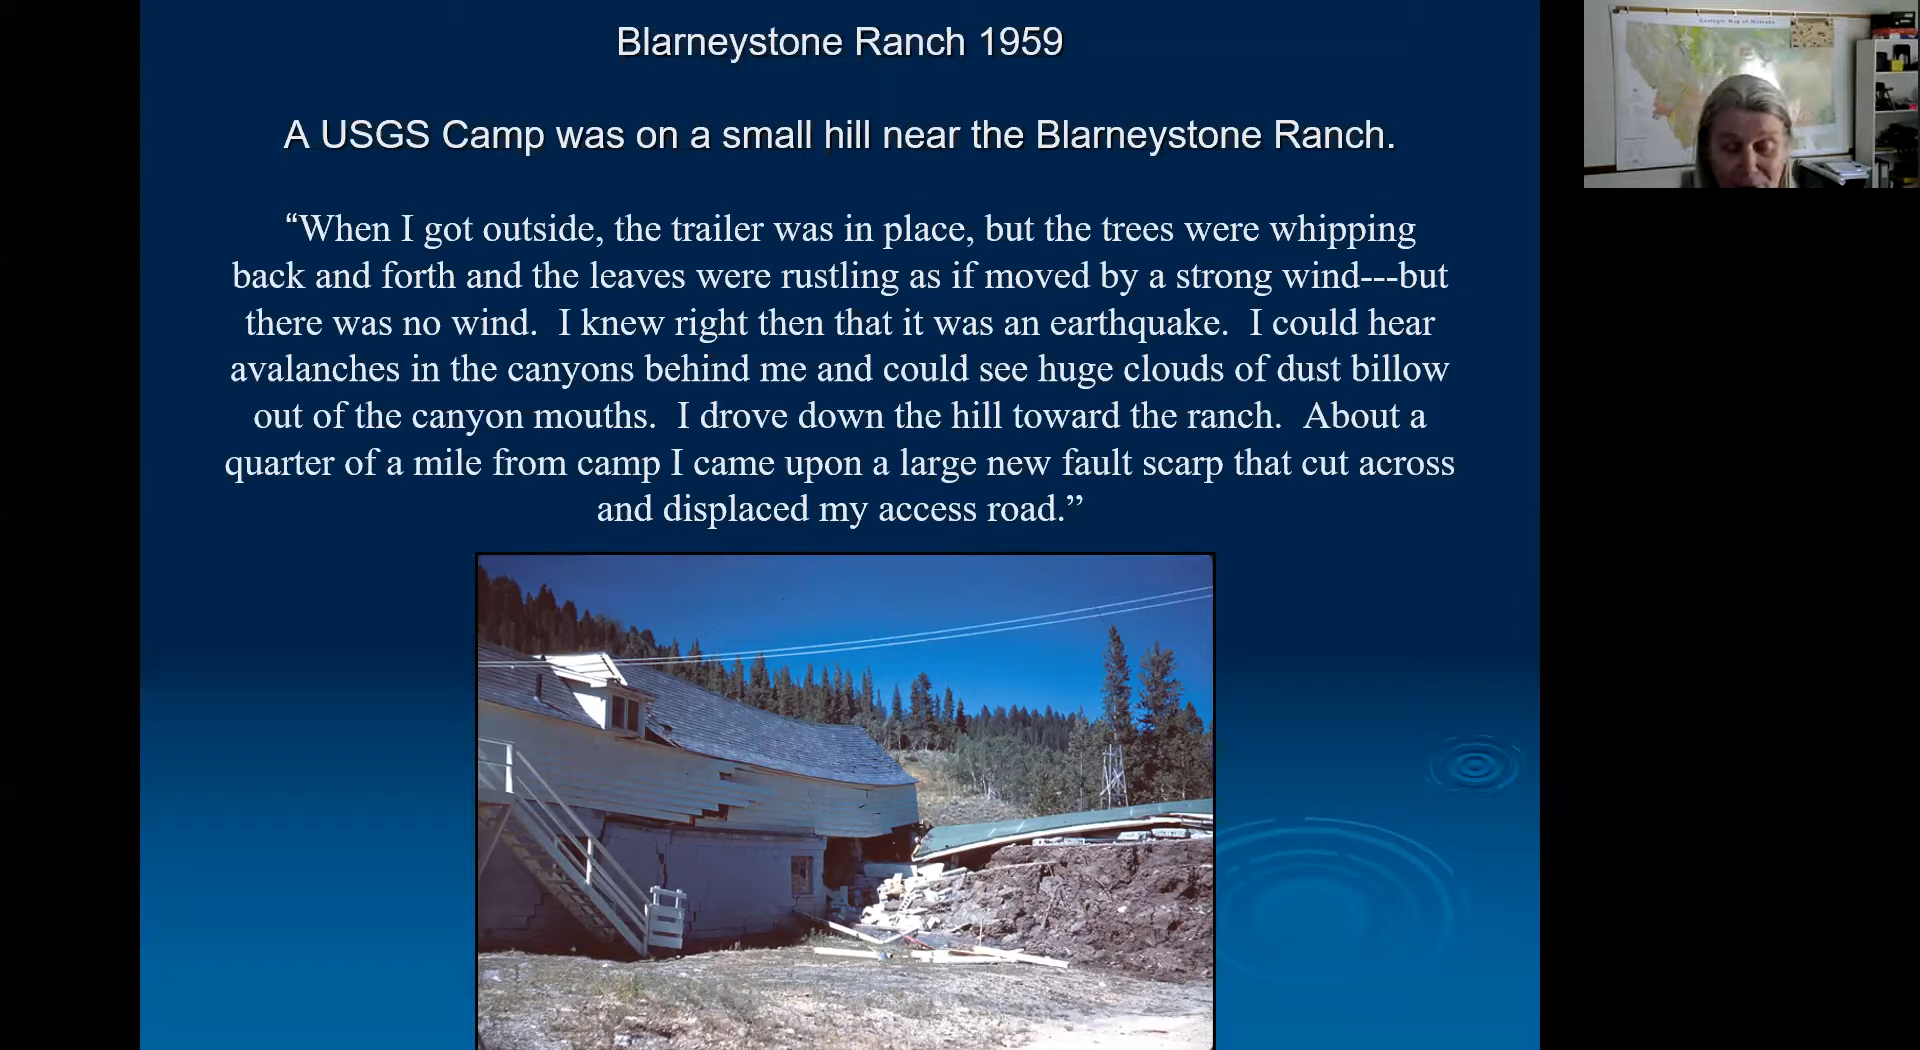 Blarneystone Ranch 1959
A USGS Camp was on a small hill near the Blarneystone Ranch.
“When I got outside, the trailer was in place, but the trees were whipping
back and forth and the leaves were rustling as if moved by a strong wind---but
there was no wind.  I knew right then that it was an earthquake.  I could hear
avalanches in the canyons behind me and could see huge clouds of dust billow
out of the canyon mouths.  I drove down the hill toward the ranch.  About a
quarter of a mile from camp I came upon a large new fault scarp that cut across
and displaced my access road.”
Geologic Map of Montana